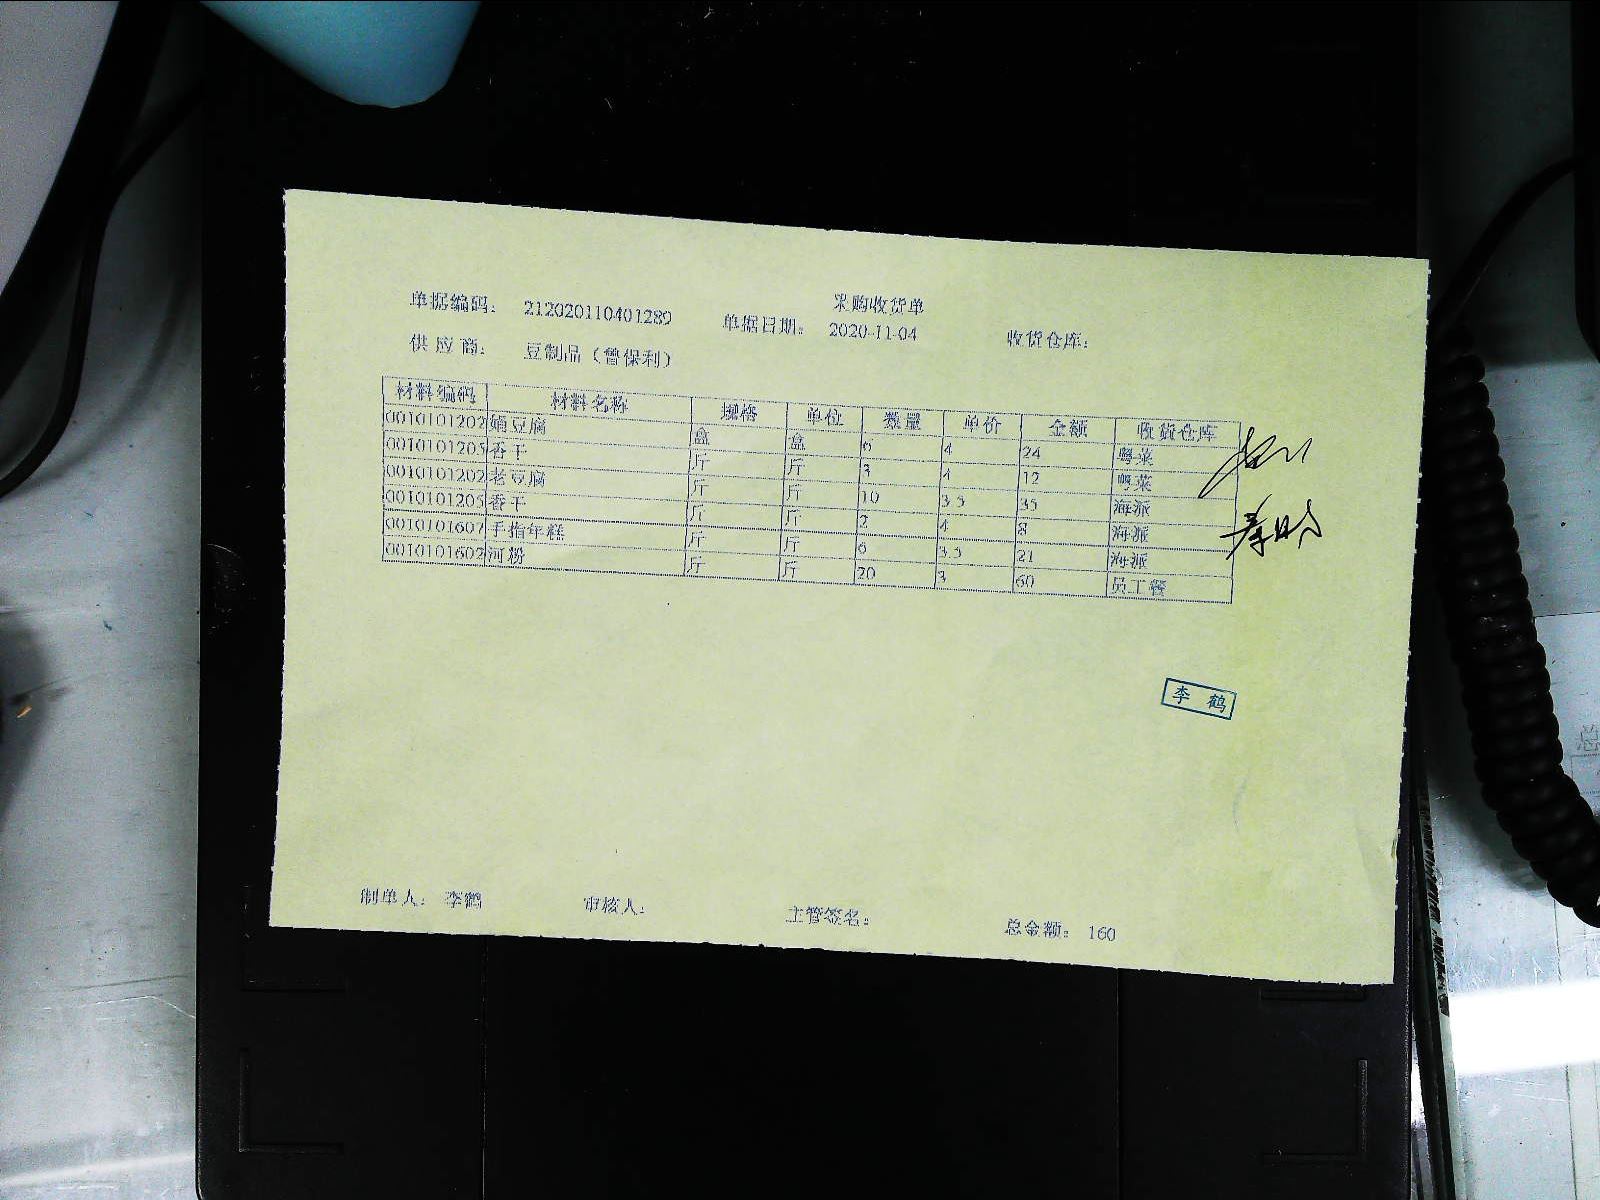 采购收货单
单据编码： 212020110401289 单据日期： 2020-11-04 收货仓库：
供 应 商： 豆制品（曾保利）
材料编码 材料名称 规格 单位 数量 单价 金额 收货仓库
0010101202 嫩豆腐 盒 盒 6 4 24 粤菜
0010101205 香干 斤 斤 3 4 12 粤菜
0010101202 老豆腐 斤 斤 10 3.5 35 海派
0010101205 香干 斤 斤 2 4 8 海派
0010101607 手指年糕 斤 斤 6 3.5 21 海派
0010101602 河粉 斤 斤 20 3 60 员工餐
李 鹤
制单人： 李鹤 审核人： 主管签名： 总金额： 160